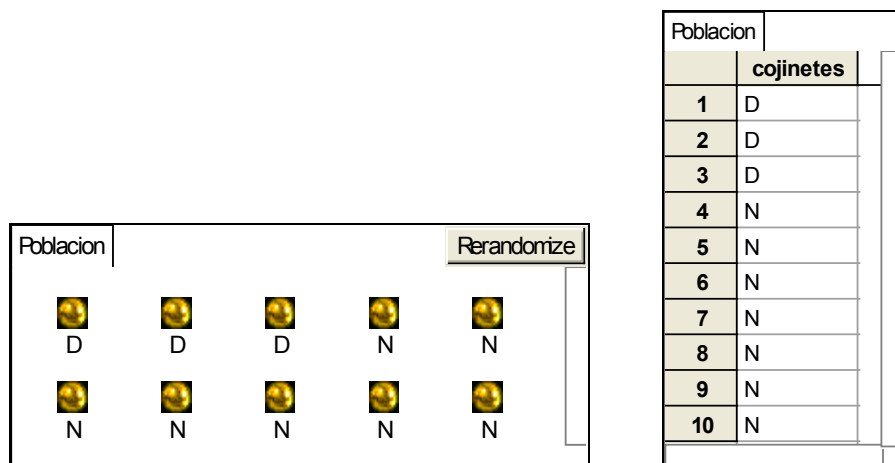 Poblacion Rerandomize
D D D N N
N N N N N
Poblacion
cojinetes
1 D
2 D
3 D
4 N
5 N
6 N
7 N
8 N
9 N
10 N